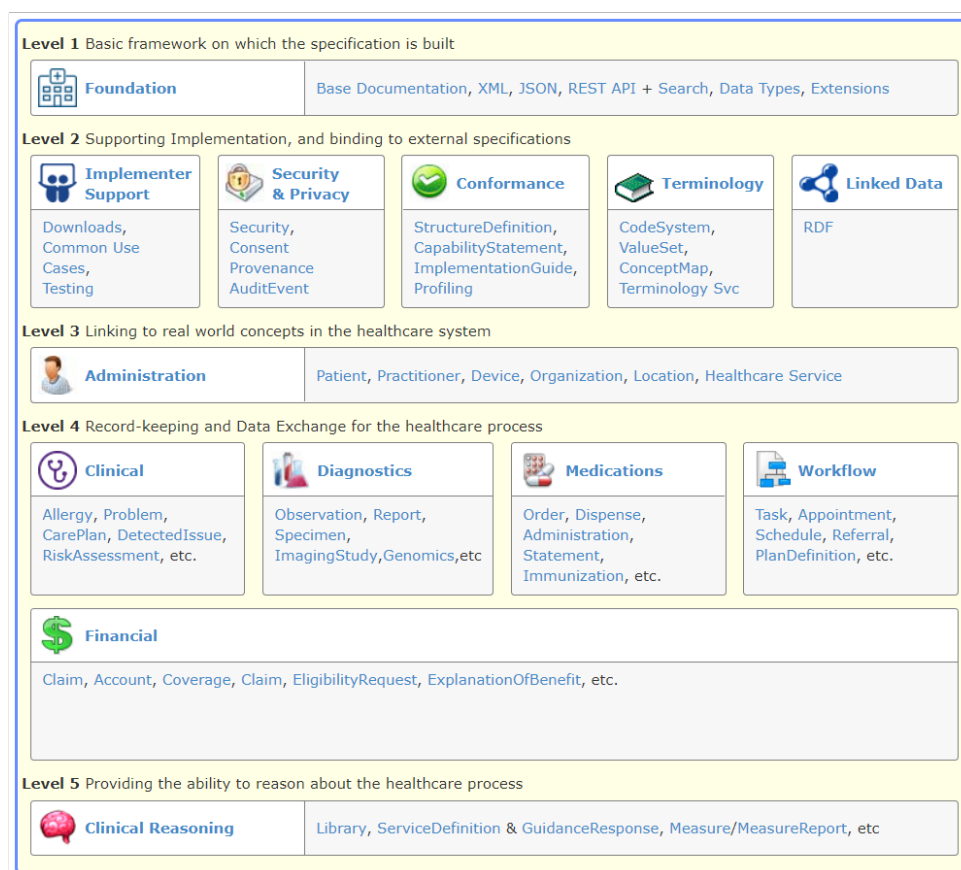 Level 1 Basic framework on which the specification is built
Foundation
Base Documentation, XML, JSON, REST API + Search, Data Types, Extensions
Level 2 Supporting Implementation, and binding to external specifications
Implementer
Support
Downloads,
Common Use
Cases,
Testing
Security
& Privacy
Security,
Consent
Provenance
AuditEvent
Conformance
StructureDefinition,
CapabilityStatement,
ImplementationGuide,
Profiling
Terminology
CodeSystem,
ValueSet,
ConceptMap,
Terminology Svc
Linked Data
RDF
Level 3 Linking to real world concepts in the healthcare system
Administration
Patient, Practitioner, Device, Organization, Location, Healthcare Service
Level 4 Record-keeping and Data Exchange for the healthcare process
Clinical
Allergy, Problem,
CarePlan, DetectedIssue,
RiskAssessment, etc.
Diagnostics
Observation, Report,
Specimen,
ImagingStudy,Genomics,etc
Medications
Order, Dispense,
Administration,
Statement,
Immunization, etc.
Workflow
Task, Appointment,
Schedule, Referral,
PlanDefinition, etc.
Financial
Claim, Account, Coverage, Claim, EligibilityRequest, ExplanationOfBenefit, etc.
Level 5 Providing the ability to reason about the healthcare process
Clinical Reasoning
Library, ServiceDefinition & GuidanceResponse, Measure/MeasureReport, etc